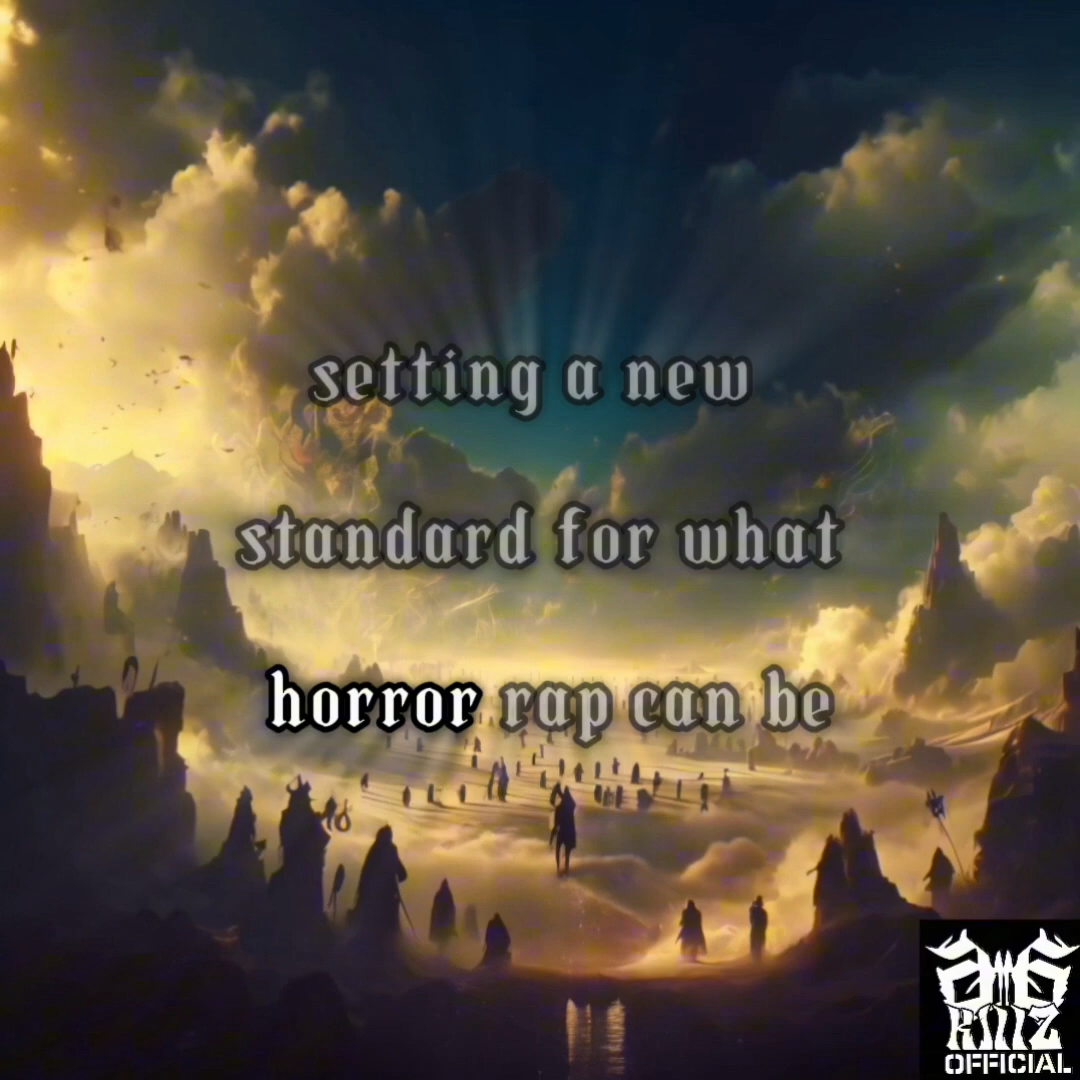 setting a new
standard for what
horror rap can be
OFFICIAL